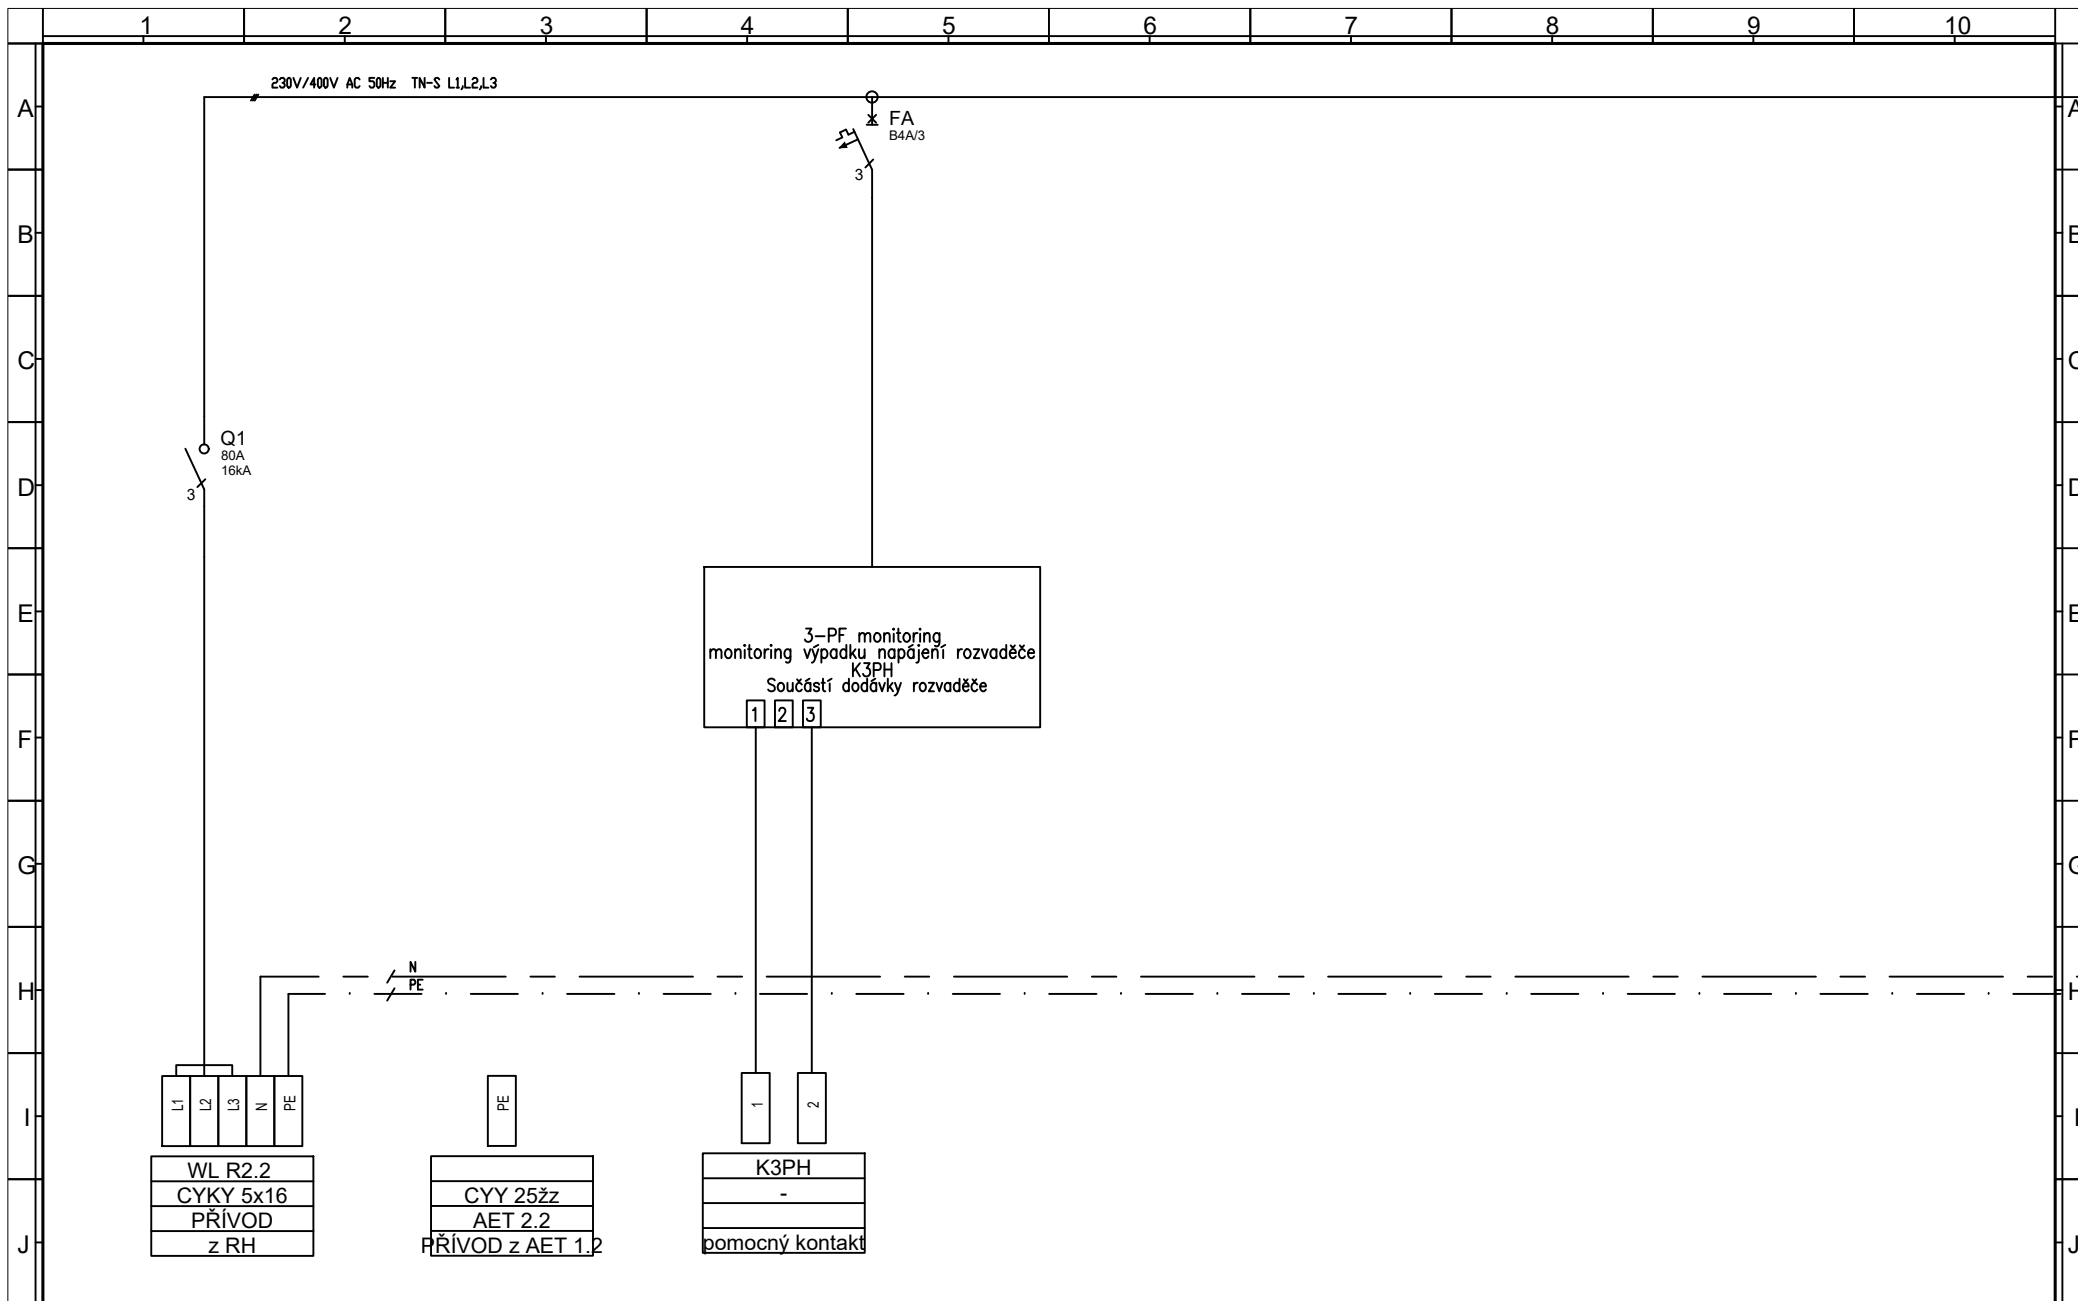 1 2 3 4 5 6 7 8 9 10
230V/400V AC 50Hz TN-S L1,L2,L3
A A
FA
B4A/3
3
B B
C C
Q1
80A
16kA
3
D D
E E
3-PF monitoring
monitoring výpadku napájení rozvaděče
K3PH
Součástí dodávky rozvaděče
1 2 3
F F
G G
N
PE
H H
L1 L2 L3 N PE
PE
1 2
I I
WL R2.2
CYKY 5x16
PŘÍVOD
z RH
CYY 25žz
AET 2.2
PŘÍVOD z AET 1.2
K3PH
-
pomocný kontakt
J J